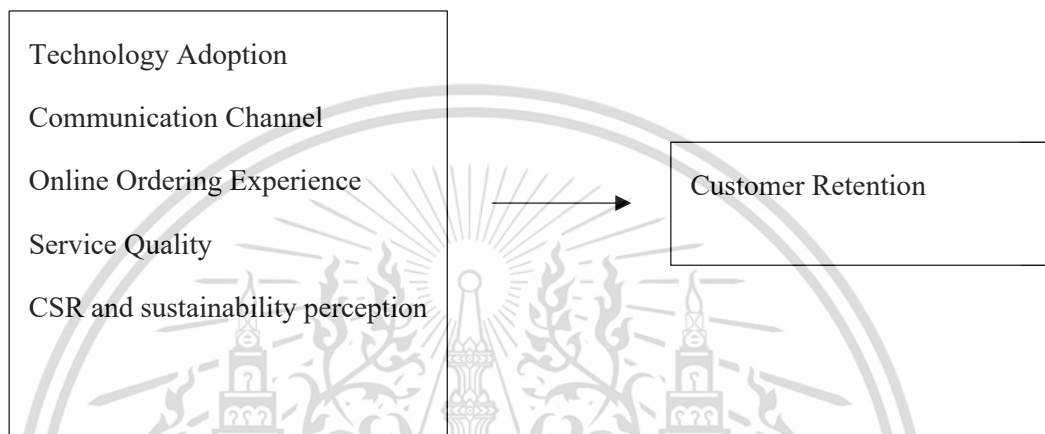 Technology Adoption
Communication Channel
Online Ordering Experience
Service Quality
CSR and sustainability perception
Customer Retention